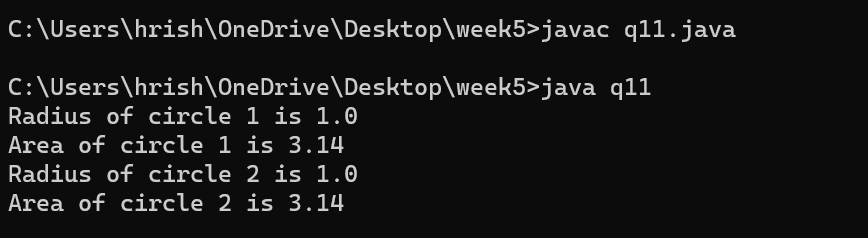 C:\Users\hrish\OneDrive\Desktop\week5>javac q11.java
C:\Users\hrish\OneDrive\Desktop\week5>java q11
Radius of circle 1 is 1.0
Area of circle 1 is 3.14
Radius of circle 2 is 1.0
Area of circle 2 is 3.14